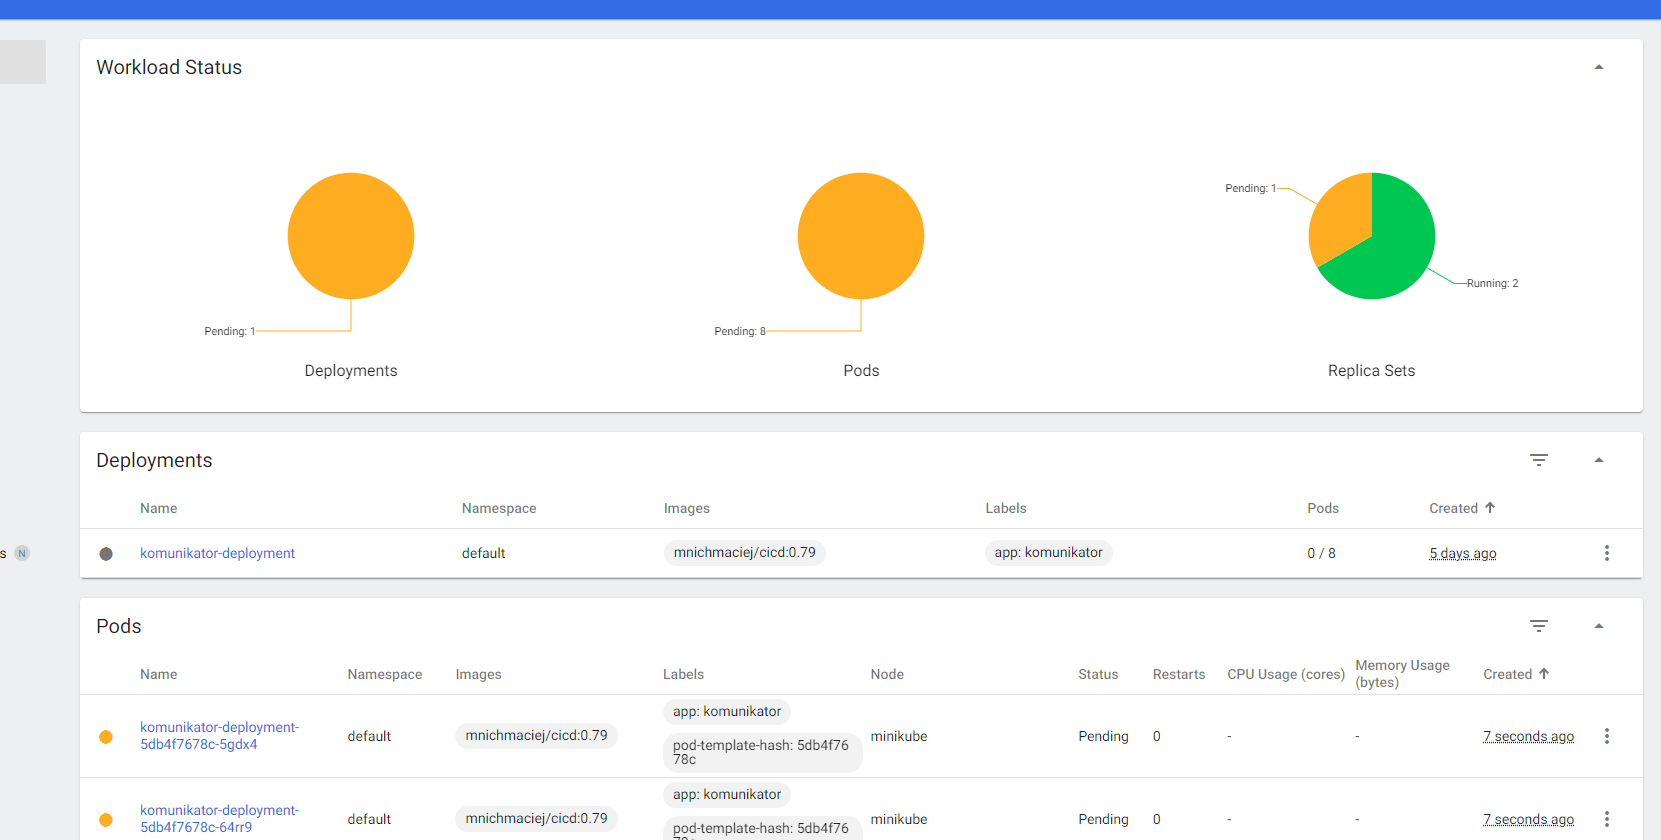 Workload Status
Pending: 1
Deployments
Pending: 8
Pods
Pending: 1
Running: 2
Replica Sets
Deployments
Name Namespace Images Labels Pods Created
s N
komunikator-deployment default mnichmaciej/cicd:0.79 app: komunikator 0 / 8 5 days ago
Pods
Name Namespace Images Labels Node Status Restarts CPU Usage (cores) Memory Usage
(bytes) Created
app: komunikator
komunikator-deployment-
5db4f7678c-5gdx4 default mnichmaciej/cicd:0.79 pod-template-hash: 5db4f76
78c minikube Pending 0 - - 7 seconds ago
app: komunikator
komunikator-deployment-
5db4f7678c-64rr9 default mnichmaciej/cicd:0.79 pod-template-hash: 5db4f76
minikube Pending 0 - - 7 seconds ago